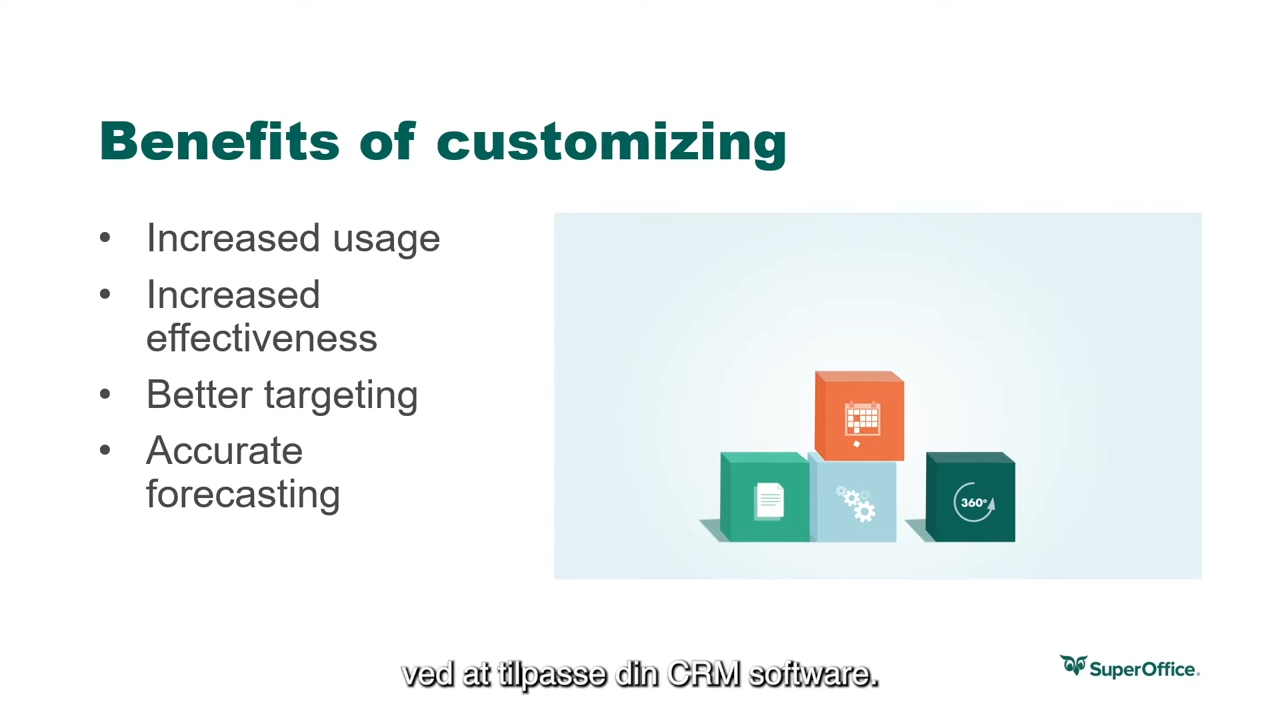 Benefits of customizing
• Increased usage
• Increased
effectiveness
• Better targeting
• Accurate
forecasting
360°
ved at tilpasse din CRM software.
SuperOffice.